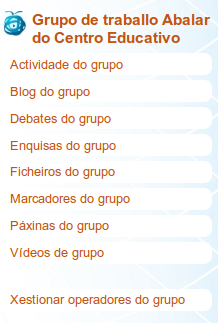 Grupo de traballo Abalar
do Centro Educativo
Actividade do grupo
Blog do grupo
Debates do grupo
Enquisas do grupo
Ficheiros do grupo
Marcadores do grupo
Páxinas do grupo
Vídeos de grupo
Xestionar operadores do grupo